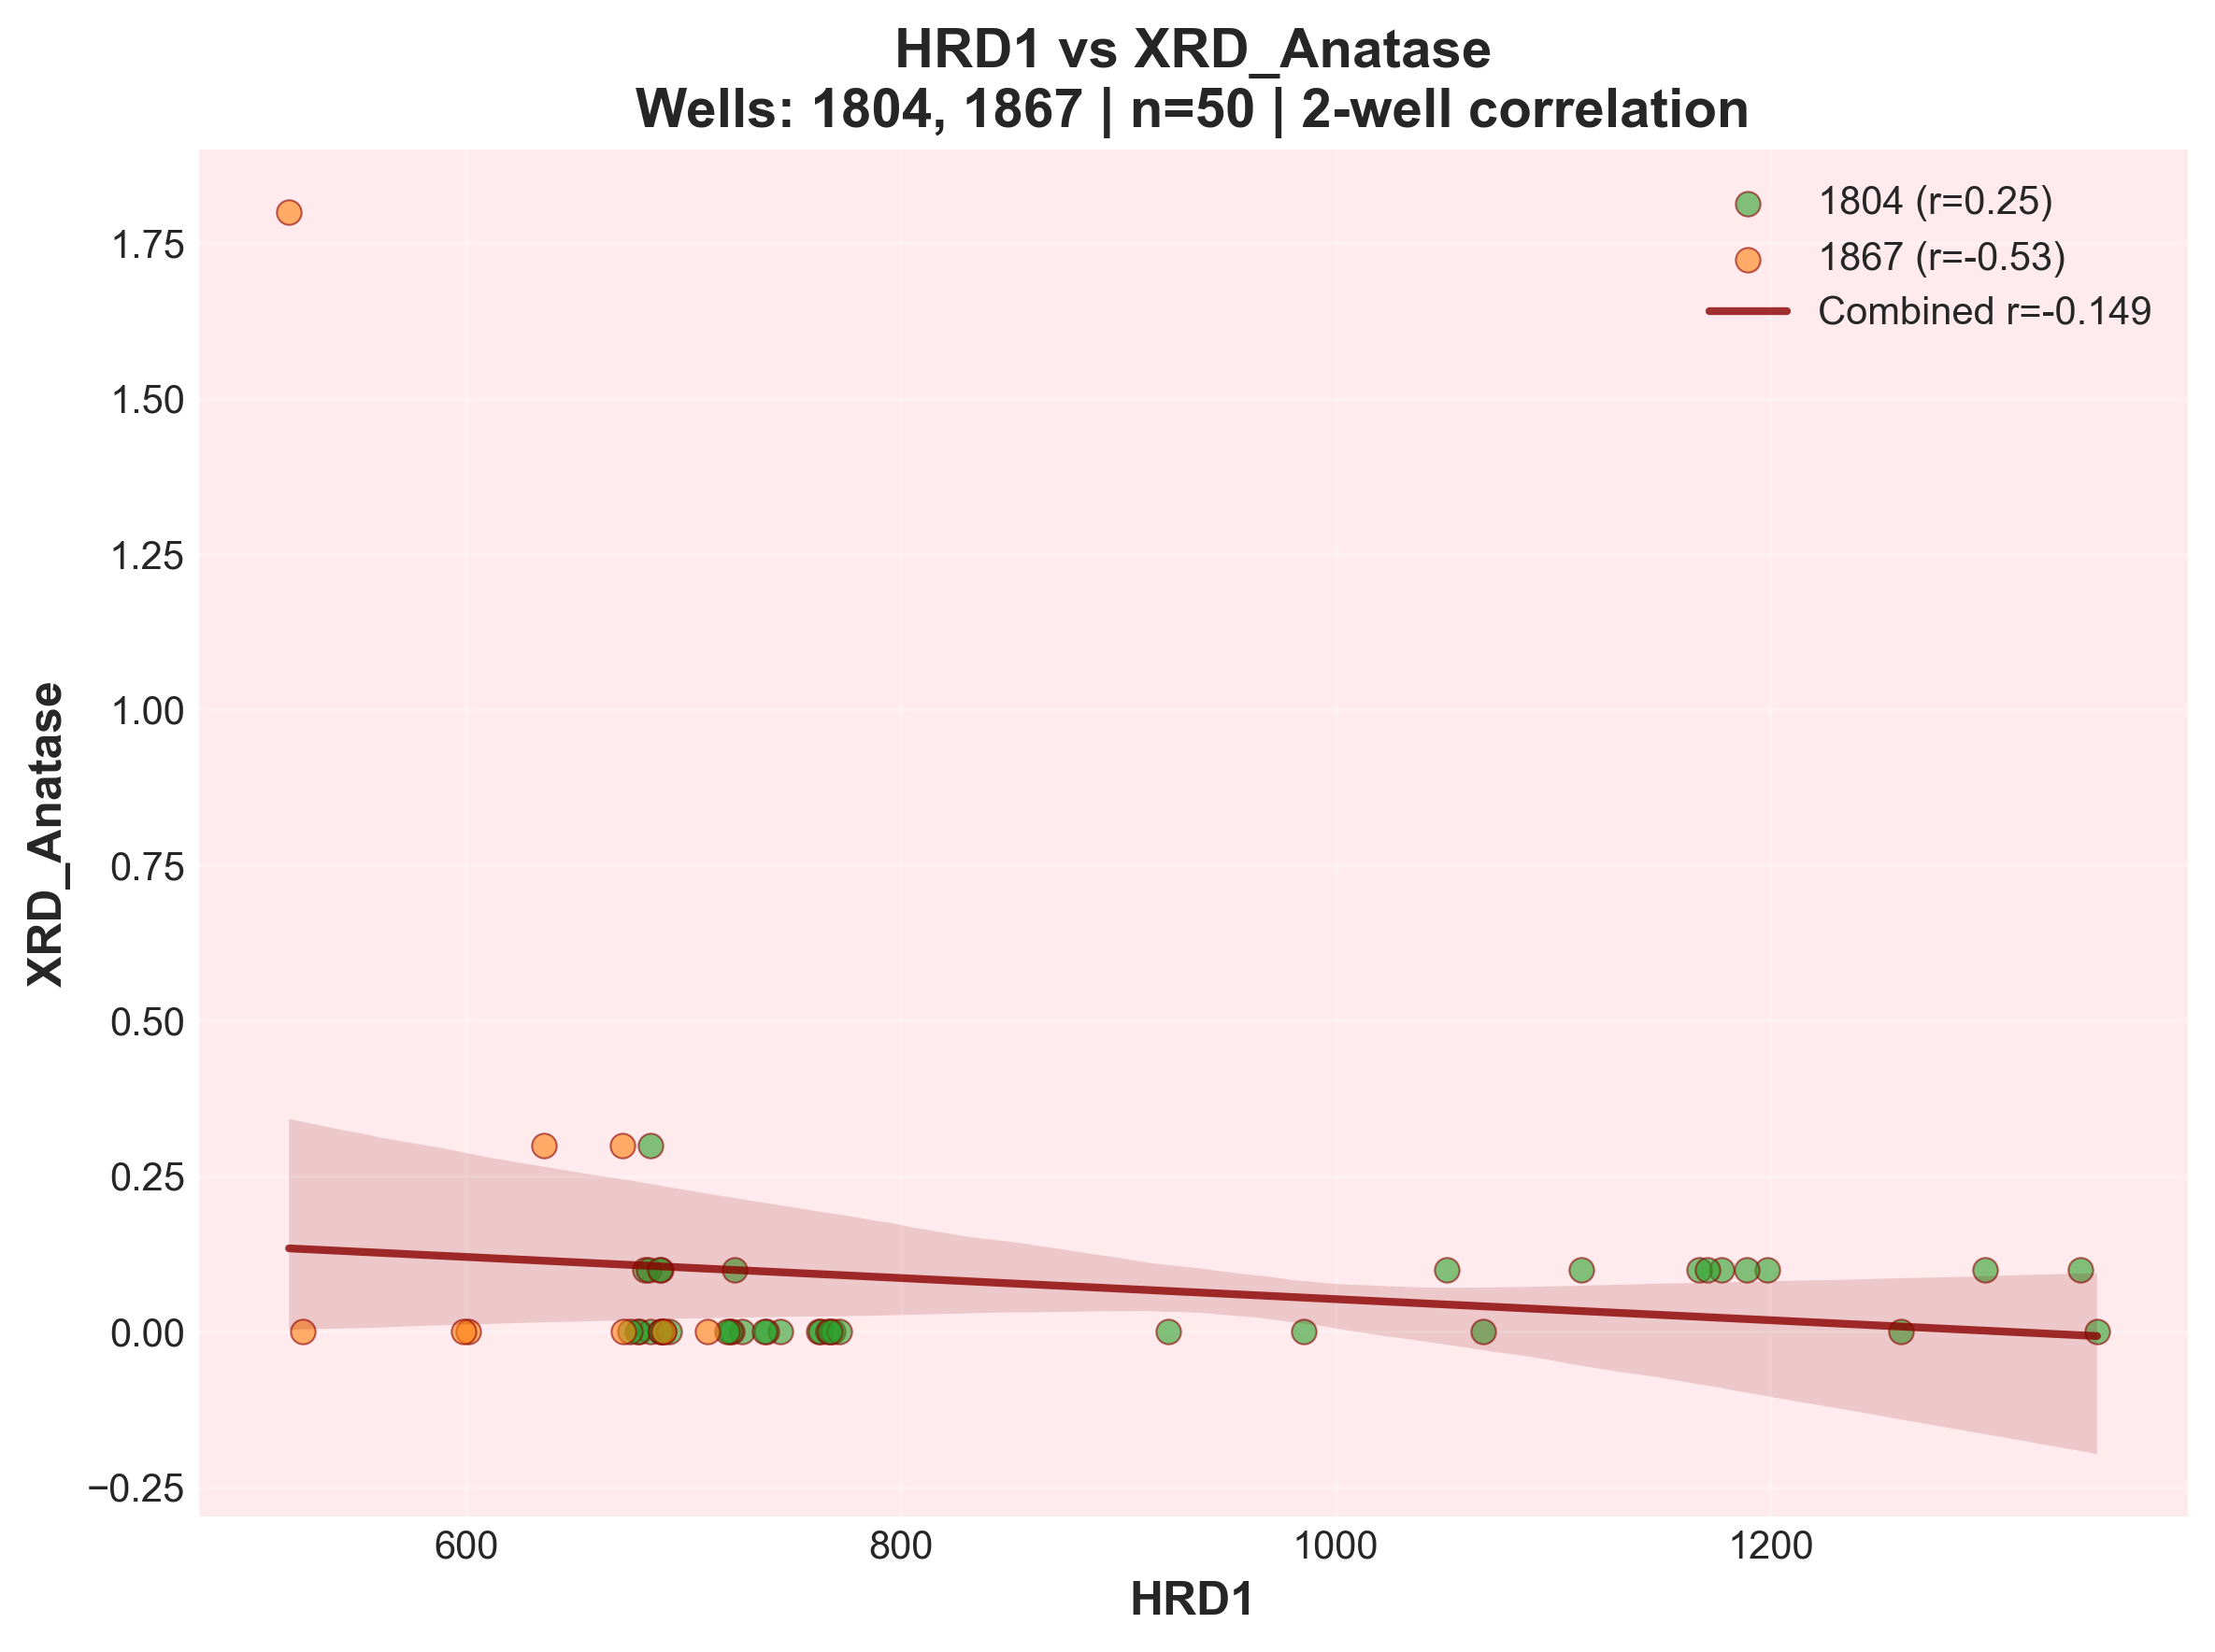 HRD1 vs XRD_Anatase
Wells: 1804, 1867 | n=50 | 2-well correlation
1804 (r=0.25)
1867 (r=-0.53)
Combined r=-0.149
XRD_Anatase
1.75
1.50
1.25
1.00
0.75
0.50
0.25
0.00
−0.25
600 800 1000 1200
HRD1